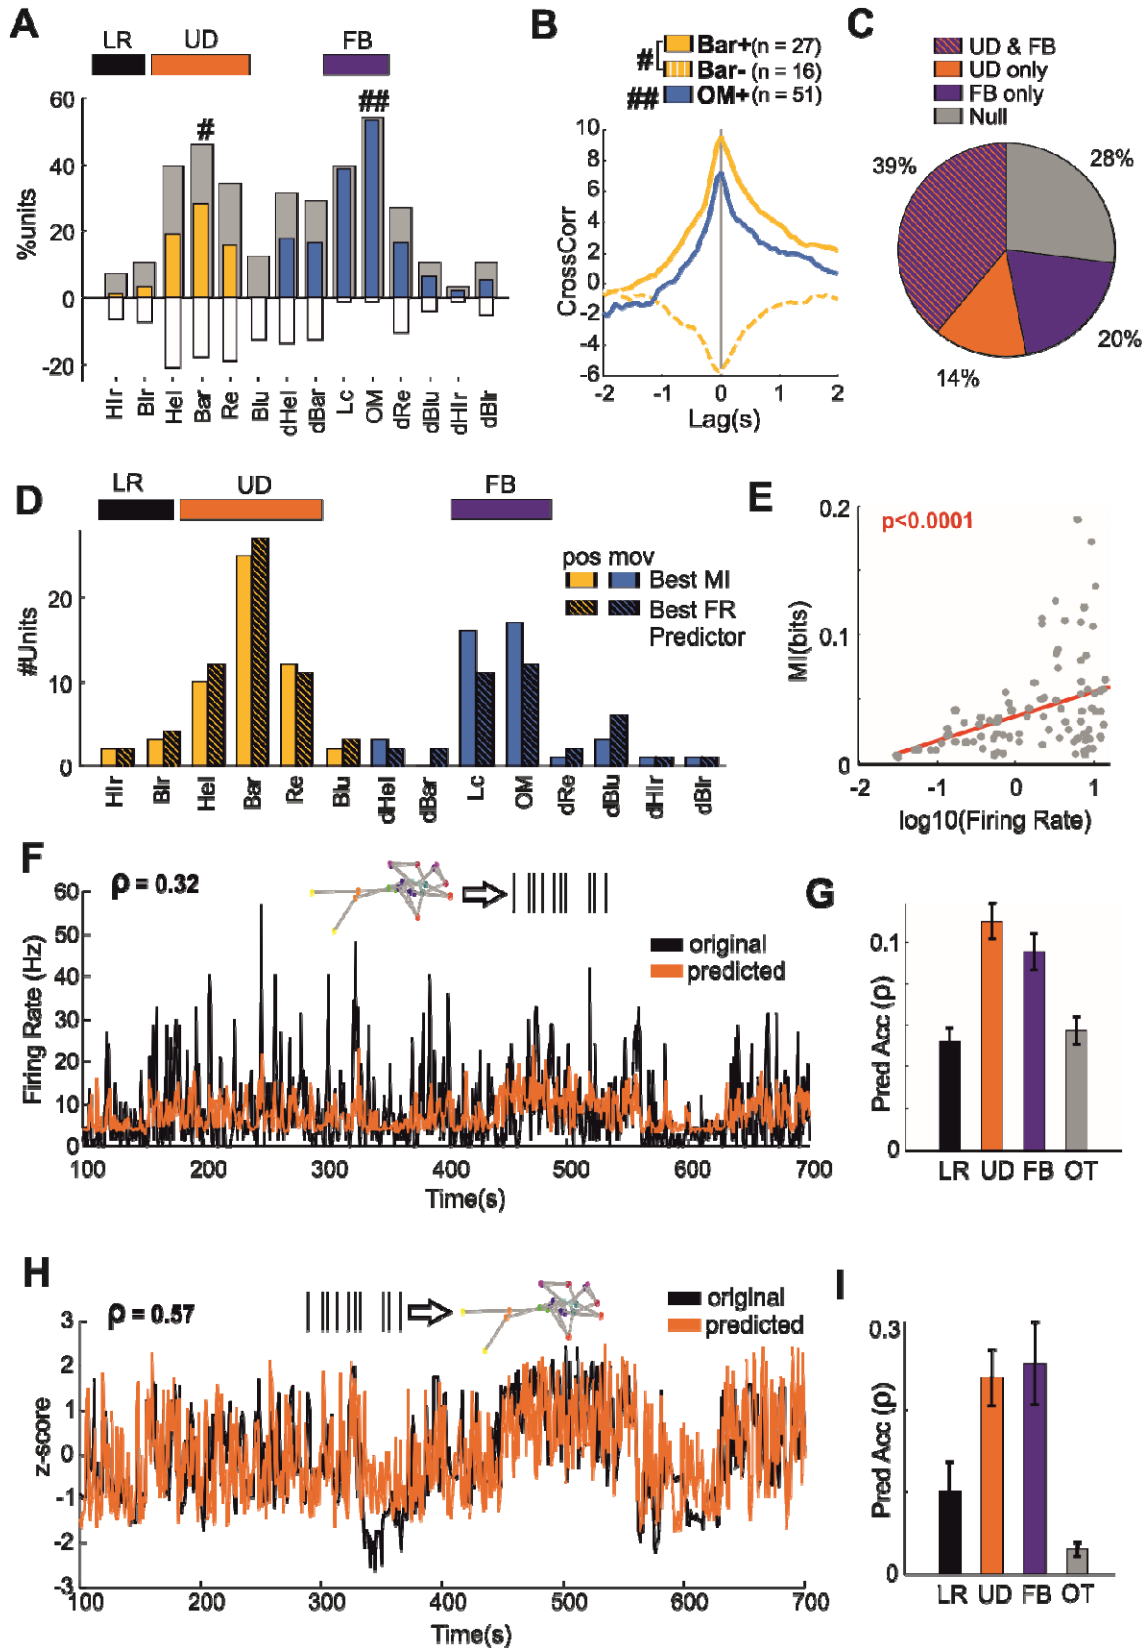 A
LR UD FB
60
40
20
0
-20
%units
# ##
Hlr Blr Hel Bar Re Blu dHel dBar Lc OM dRe dBlu dHlr dBlr
B
# Bar+ (n = 27)
Bar- (n = 16)
## OM+ (n = 51)
10
8
6
4
2
0
-2
-4
-6
CrossCorr
-2 -1 0 1 2
Lag(s)
C
UD & FB
UD only
FB only
Null
39% 28%
20%
14%
D
LR UD FB
pos mov
Best MI
Best FR
Predictor
20
10
0
#Units
Hlr Blr Hel Bar Re Blu dHel dBar Lc OM dRe dBlu dHlr dBlr
E
p<0.0001
0.2
0.1
0
MI(bits)
-2 -1 0 1
log10(Firing Rate)
F
ρ = 0.32
original
predicted
60
50
40
30
20
10
0
Firing Rate (Hz)
100 200 300 400 500 600 700
Time(s)
G
0.1
0
Pred Acc (ρ)
LR UD FB OT
H
ρ = 0.57
original
predicted
3
2
1
0
-1
-2
-3
z-score
100 200 300 400 500 600 700
Time(s)
I
0.3
0
Pred Acc (ρ)
LR UD FB OT